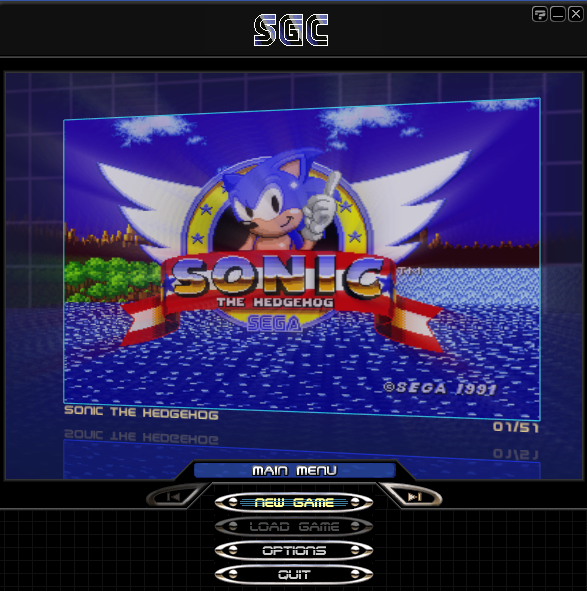 SGC
SONIC
TM
THE HEDGEHOG
SEGA
©SEGA 1991
SONIC THE HEDGEHOG
01/51
MAIN MENU
NEW GAME
LOAD GAME
OPTIONS
QUIT